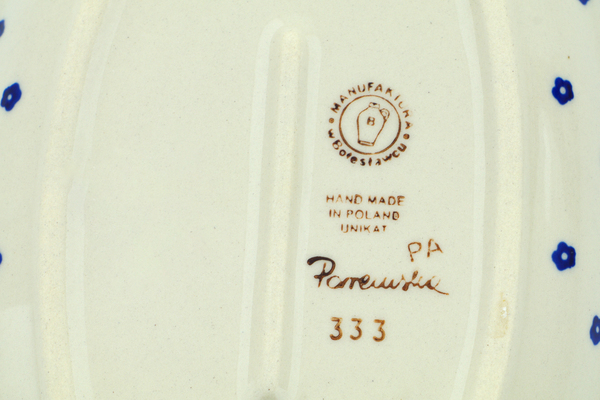 MANUFAKTURA
w Bolesławcu
B
HAND MADE
IN POLAND
UNIKAT
PA
333